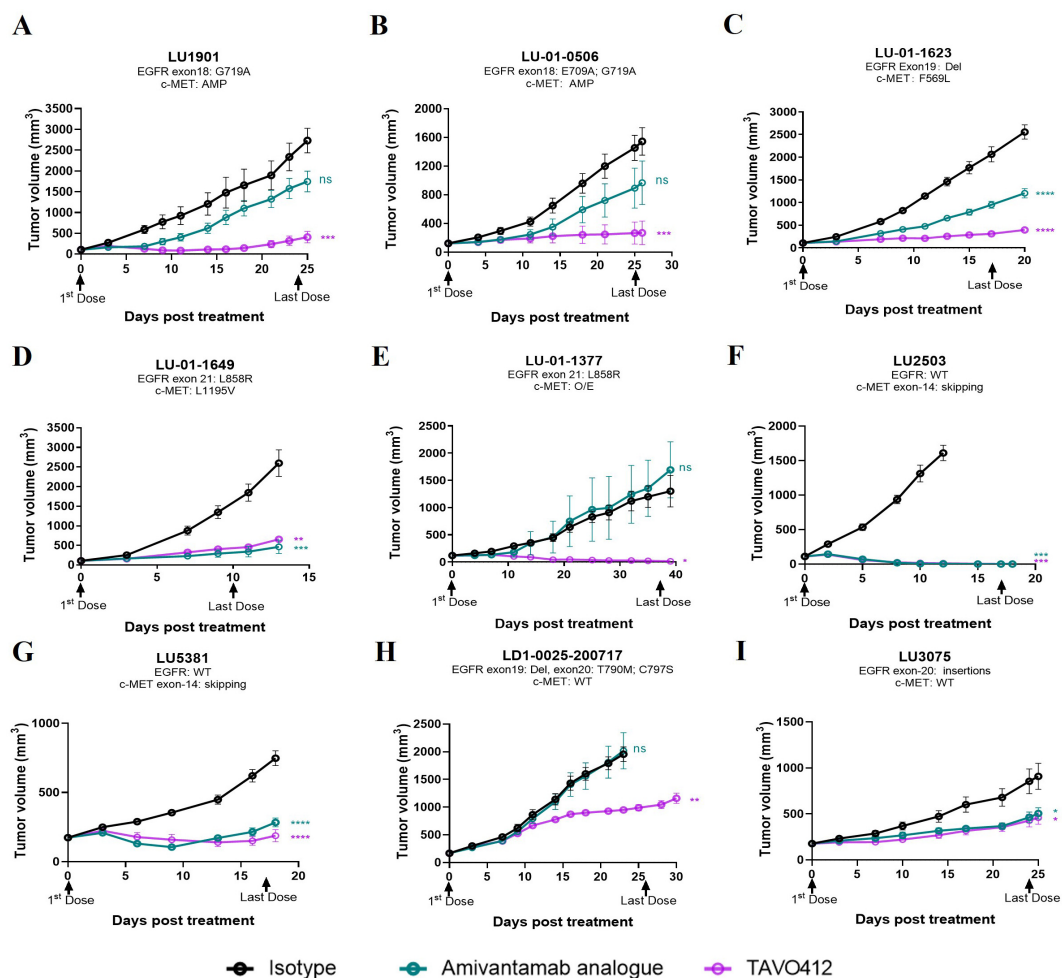 A
LU1901
EGFR exon18: G719A
c-MET: AMP
Tumor volume (mm³)
3500
3000
2500
2000
1500
1000
500
0
0 5 10 15 20 25
ns
***
1st Dose
Last Dose
Days post treatment
B
LU-01-0506
EGFR exon18: E709A; G719A
c-MET: AMP
Tumor volume (mm³)
2000
1600
1200
800
400
0
0 5 10 15 20 25 30
ns
***
1st Dose
Last Dose
Days post treatment
C
LU-01-1623
EGFR Exon19 : Del
c-MET : F569L
Tumor volume (mm³)
3500
3000
2500
2000
1500
1000
500
0
0 5 10 15 20
****
****
1st Dose
Last Dose
Days post treatment
D
LU-01-1649
EGFR exon 21: L858R
c-MET: L1195V
Tumor volume (mm³)
3500
3000
2500
2000
1500
1000
500
0
0 5 10 15
**
***
1st Dose
Last Dose
Days post treatment
E
LU-01-1377
EGFR exon 21: L858R
c-MET: O/E
Tumor volume (mm³)
2500
2000
1500
1000
500
0
0 10 20 30 40
ns
*
1st Dose
Last Dose
Days post treatment
F
LU2503
EGFR: WT
c-MET exon-14: skipping
Tumor volume (mm³)
2000
1500
1000
500
0
0 5 10 15 20
***
***
1st Dose
Last Dose
Days post treatment
G
LU5381
EGFR: WT
c-MET exon-14: skipping
Tumor volume (mm³)
1000
500
0
0 5 10 15 20
****
****
1st Dose
Last Dose
Days post treatment
H
LD1-0025-200717
EGFR exon19: Del, exon20: T790M; C797S
c-MET: WT
Tumor volume (mm³)
2500
2000
1500
1000
500
0
0 5 10 15 20 25 30
ns
**
1st Dose
Last Dose
Days post treatment
I
LU3075
EGFR exon-20: insertions
c-MET: WT
Tumor volume (mm³)
1500
1000
500
0
0 5 10 15 20 25
*
*
1st Dose
Last Dose
Days post treatment
Isotype
Amivantamab analogue
TAVO412